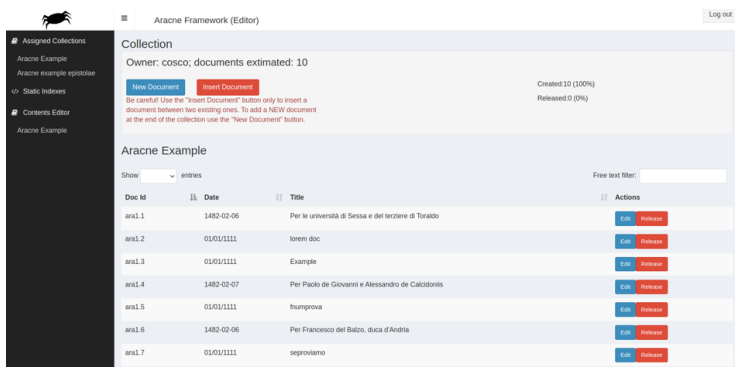 Aracne Framework (Editor)
Log out
Assigned Collections
Aracne Example
Aracne example epistolae
Static Indexes
Contents Editor
Aracne Example
Collection
Owner: cosco; documents extimated: 10
New Document Insert Document
Be careful! Use the "Insert Document" button only to insert a
document between two existing ones. To add a NEW document
at the end of the collection use the "New Document" button.
Created:10 (100%)
Released:0 (0%)
Aracne Example
Show entries
Free text filter:
Doc Id Date Title Actions
ara1.1 1482-02-06 Per le università di Sessa e del terziere di Toraldo Edit Release
ara1.2 01/01/1111 lorem doc Edit Release
ara1.3 01/01/1111 Example Edit Release
ara1.4 1482-02-07 Per Paolo de Giovanni e Alessandro de Calcidoniis Edit Release
ara1.5 01/01/1111 fnumprova Edit Release
ara1.6 1482-02-06 Per Francesco del Balzo, duca d'Andria Edit Release
ara1.7 01/01/1111 seproviamo Edit Release